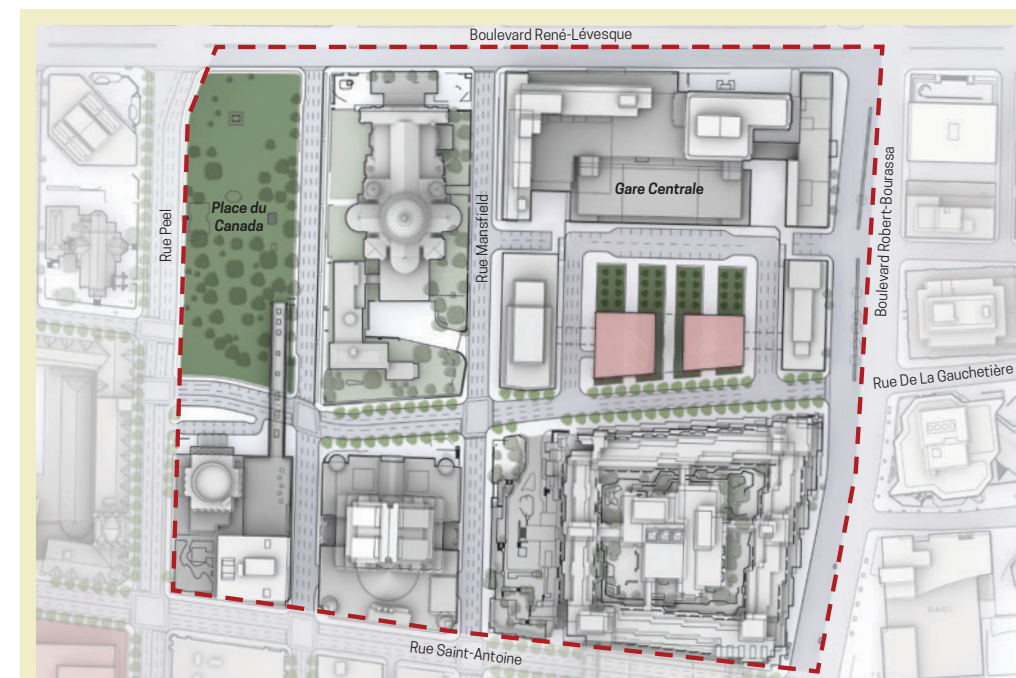 Boulevard René-Lévesque
Place du
Canada
Rue Peel
Rue Mansfield
Gare Centrale
Boulevard Robert-Bourassa
Rue De La Gauchetière
Rue Saint-Antoine